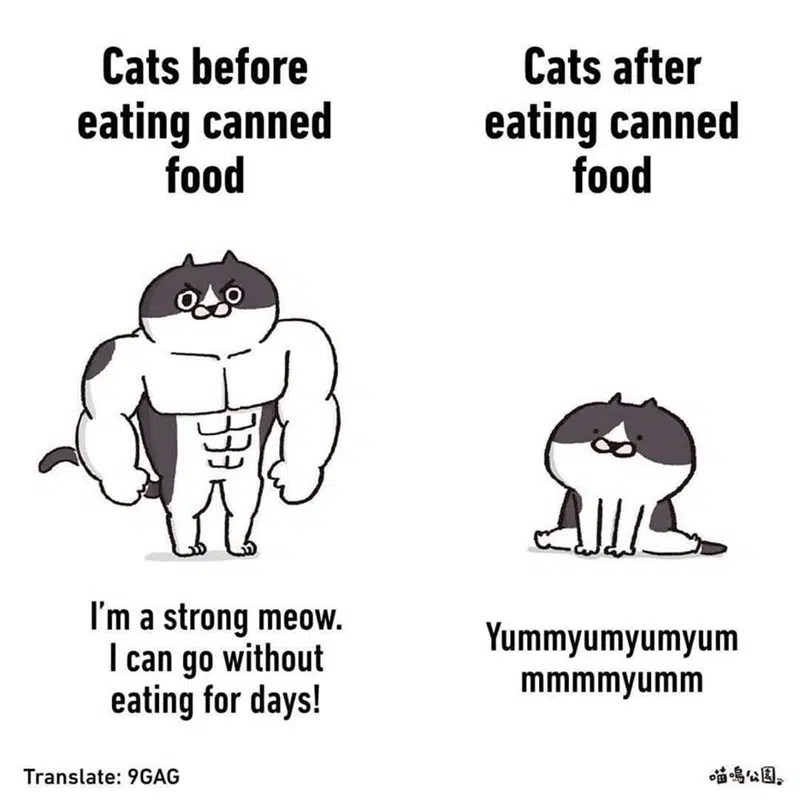 Cats before
eating canned
food
Cats after
eating canned
food
I'm a strong meow.
I can go without
eating for days!
Yummyumyumyum
mmmmyumm
Translate: 9GAG
喵嗚公園。